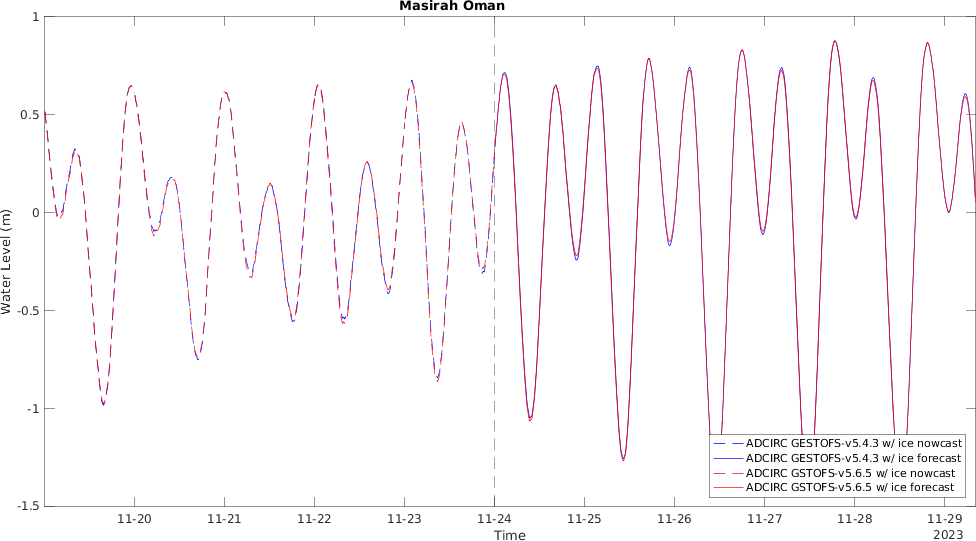 Masirah Oman
1
0.5
0
-0.5
-1
-1.5
Water Level (m)
ADCIRC GESTOFS-v5.4.3 w/ ice nowcast
ADCIRC GESTOFS-v5.4.3 w/ ice forecast
ADCIRC GSTOFS-v5.6.5 w/ ice nowcast
ADCIRC GSTOFS-v5.6.5 w/ ice forecast
11-20 11-21 11-22 11-23 11-24 11-25 11-26 11-27 11-28 11-29
Time
2023